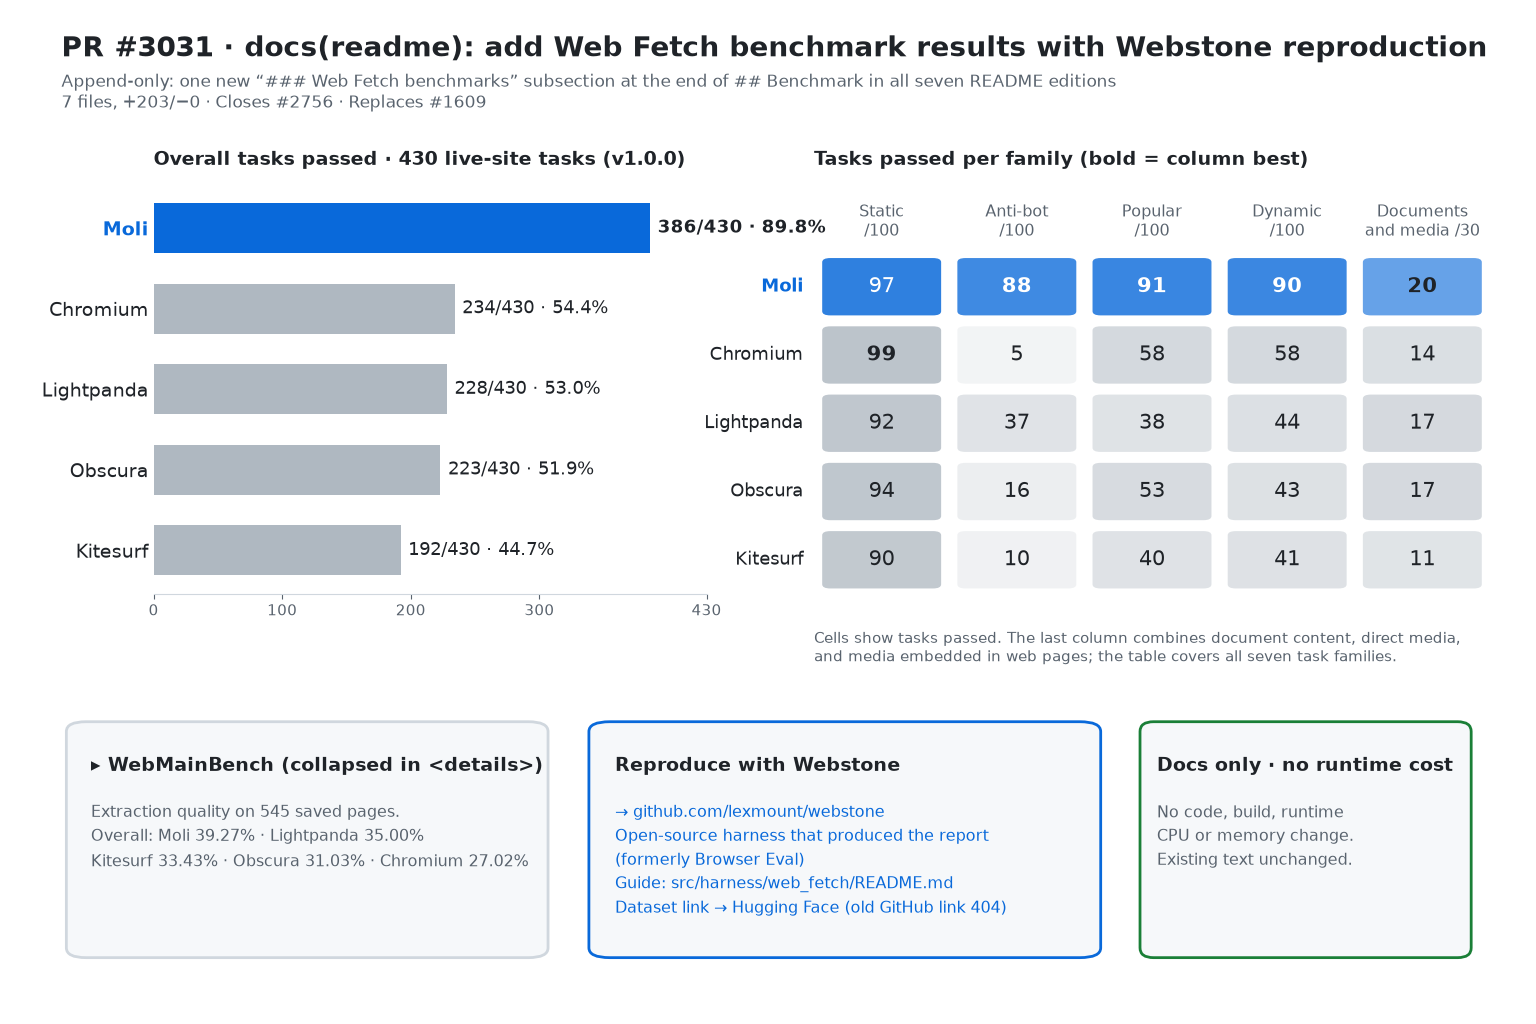 PR #3031 · docs(readme): add Web Fetch benchmark results with Webstone reproduction
Append-only: one new “### Web Fetch benchmarks” subsection at the end of ## Benchmark in all seven README editions
7 files, +203/−0 · Closes #2756 · Replaces #1609
Overall tasks passed · 430 live-site tasks (v1.0.0)
Moli 386/430 · 89.8%
Chromium 234/430 · 54.4%
Lightpanda 228/430 · 53.0%
Obscura 223/430 · 51.9%
Kitesurf 192/430 · 44.7%
0 100 200 300 430
Tasks passed per family (bold = column best)
Static Anti-bot Popular Dynamic Documents
/100 /100 /100 /100 and media /30
Moli 97 88 91 90 20
Chromium 99 5 58 58 14
Lightpanda 92 37 38 44 17
Obscura 94 16 53 43 17
Kitesurf 90 10 40 41 11
Cells show tasks passed. The last column combines document content, direct media,
and media embedded in web pages; the table covers all seven task families.
▸ WebMainBench (collapsed in <details>)
Extraction quality on 545 saved pages.
Overall: Moli 39.27% · Lightpanda 35.00%
Kitesurf 33.43% · Obscura 31.03% · Chromium 27.02%
Reproduce with Webstone
→ github.com/lexmount/webstone
Open-source harness that produced the report
(formerly Browser Eval)
Guide: src/harness/web_fetch/README.md
Dataset link → Hugging Face (old GitHub link 404)
Docs only · no runtime cost
No code, build, runtime
CPU or memory change.
Existing text unchanged.